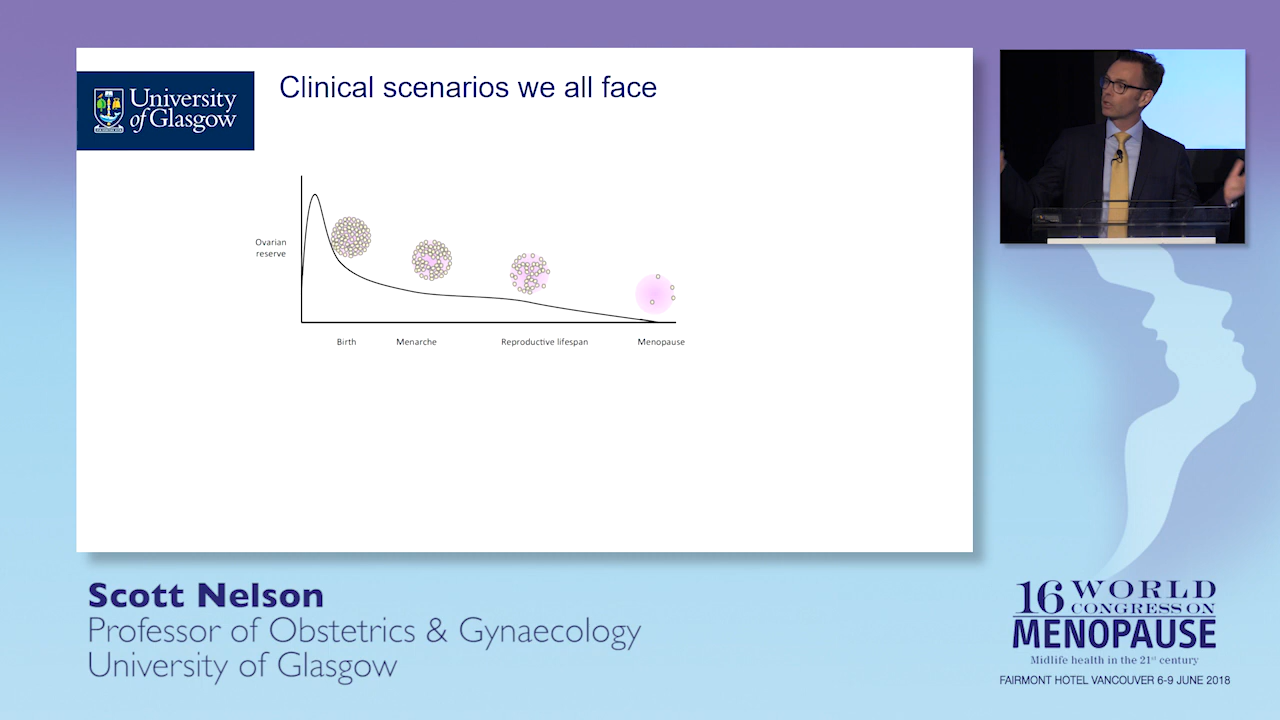 University
of Glasgow
Clinical scenarios we all face
Ovarian
reserve
Birth
Menarche
Reproductive lifespan
Menopause
Scott Nelson
Professor of Obstetrics & Gynaecology
University of Glasgow
16 WORLD
CONGRESS ON
MENOPAUSE
Midlife health in the 21st century
FAIRMONT HOTEL VANCOUVER 6-9 JUNE 2018